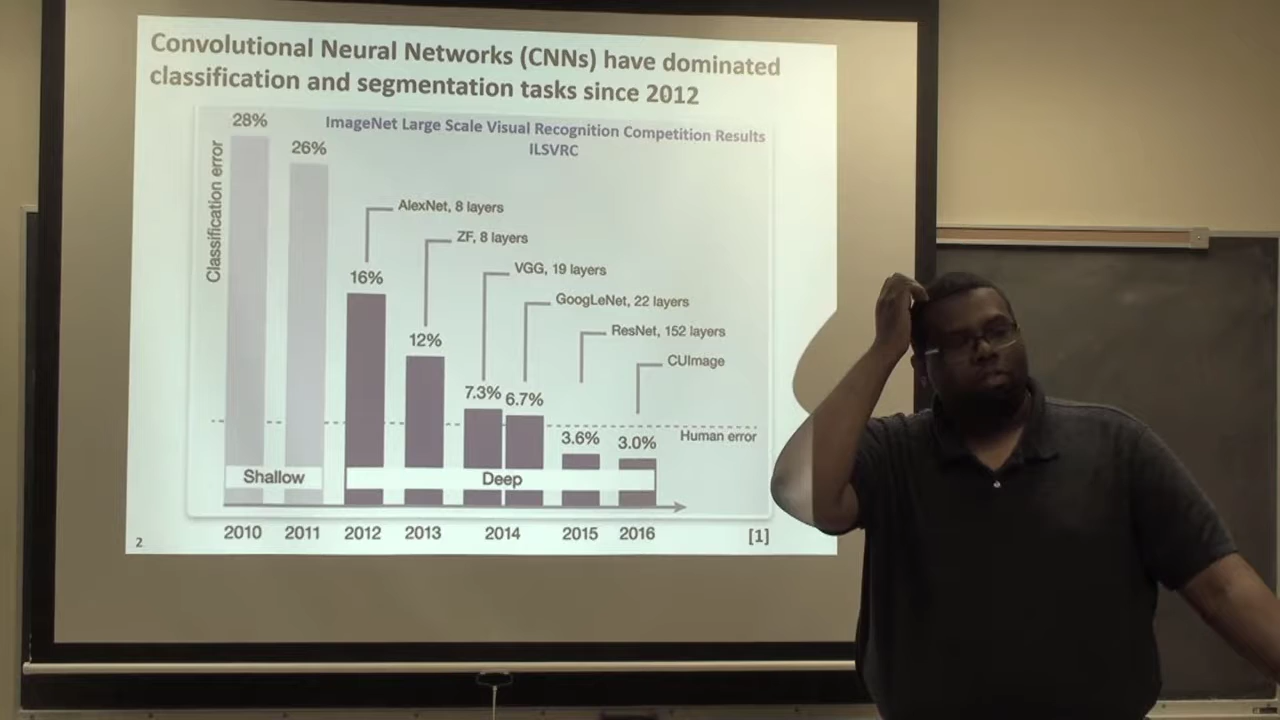 Convolutional Neural Networks (CNNs) have dominated
classification and segmentation tasks since 2012
ImageNet Large Scale Visual Recognition Competition Results
ILSVRC
Classification error
28%
26%
AlexNet, 8 layers
ZF, 8 layers
16%
VGG, 19 layers
GoogLeNet, 22 layers
12%
ResNet, 152 layers
CUImage
7.3%
6.7%
3.6%
3.0%
Human error
Shallow
Deep
2010
2011
2012
2013
2014
2015
2016
[1]
2